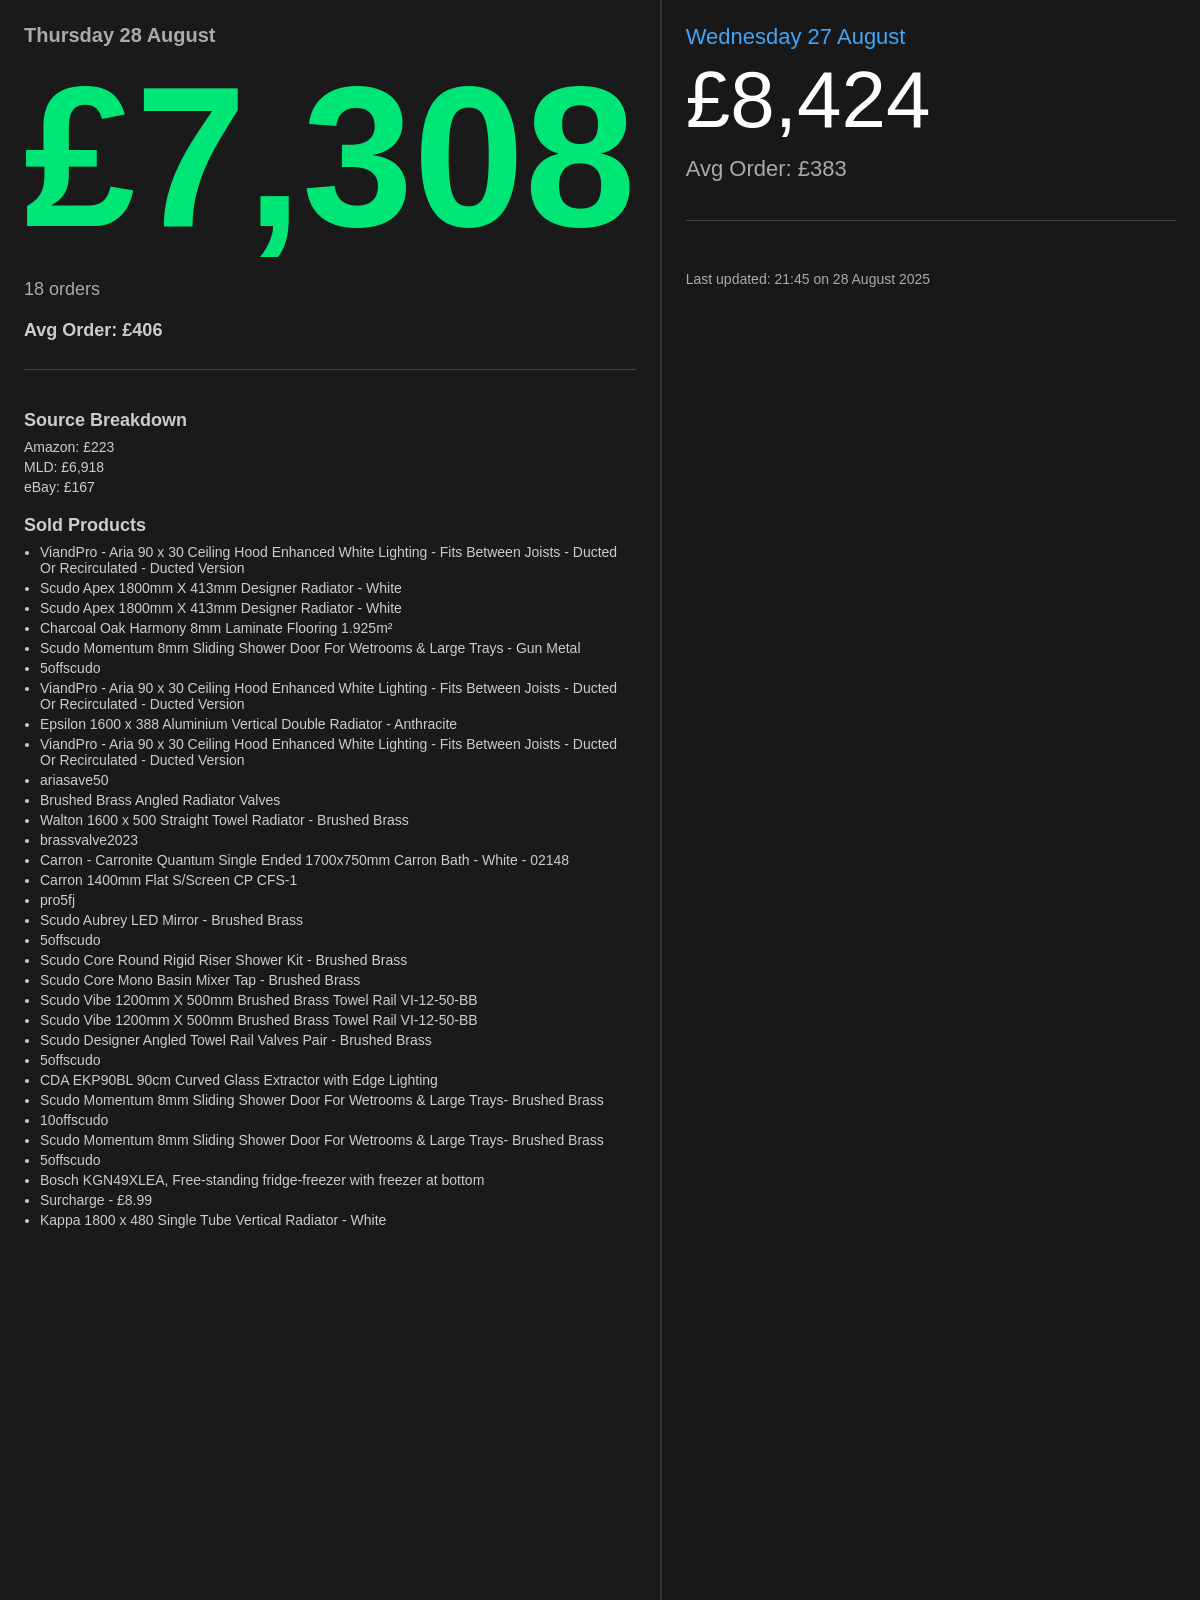 Thursday 28 August
£7,308
18 orders
Avg Order: £406
Source Breakdown
Amazon: £223
MLD: £6,918
eBay: £167
Sold Products
• ViandPro - Aria 90 x 30 Ceiling Hood Enhanced White Lighting - Fits Between Joists - Ducted
Or Recirculated - Ducted Version
• Scudo Apex 1800mm X 413mm Designer Radiator - White
• Scudo Apex 1800mm X 413mm Designer Radiator - White
• Charcoal Oak Harmony 8mm Laminate Flooring 1.925m²
• Scudo Momentum 8mm Sliding Shower Door For Wetrooms & Large Trays - Gun Metal
• 5offscudo
• ViandPro - Aria 90 x 30 Ceiling Hood Enhanced White Lighting - Fits Between Joists - Ducted
Or Recirculated - Ducted Version
• Epsilon 1600 x 388 Aluminium Vertical Double Radiator - Anthracite
• ViandPro - Aria 90 x 30 Ceiling Hood Enhanced White Lighting - Fits Between Joists - Ducted
Or Recirculated - Ducted Version
• ariasave50
• Brushed Brass Angled Radiator Valves
• Walton 1600 x 500 Straight Towel Radiator - Brushed Brass
• brassvalve2023
• Carron - Carronite Quantum Single Ended 1700x750mm Carron Bath - White - 02148
• Carron 1400mm Flat S/Screen CP CFS-1
• pro5fj
• Scudo Aubrey LED Mirror - Brushed Brass
• 5offscudo
• Scudo Core Round Rigid Riser Shower Kit - Brushed Brass
• Scudo Core Mono Basin Mixer Tap - Brushed Brass
• Scudo Vibe 1200mm X 500mm Brushed Brass Towel Rail VI-12-50-BB
• Scudo Vibe 1200mm X 500mm Brushed Brass Towel Rail VI-12-50-BB
• Scudo Designer Angled Towel Rail Valves Pair - Brushed Brass
• 5offscudo
• CDA EKP90BL 90cm Curved Glass Extractor with Edge Lighting
• Scudo Momentum 8mm Sliding Shower Door For Wetrooms & Large Trays- Brushed Brass
• 10offscudo
• Scudo Momentum 8mm Sliding Shower Door For Wetrooms & Large Trays- Brushed Brass
• 5offscudo
• Bosch KGN49XLEA, Free-standing fridge-freezer with freezer at bottom
• Surcharge - £8.99
• Kappa 1800 x 480 Single Tube Vertical Radiator - White
Wednesday 27 August
£8,424
Avg Order: £383
Last updated: 21:45 on 28 August 2025